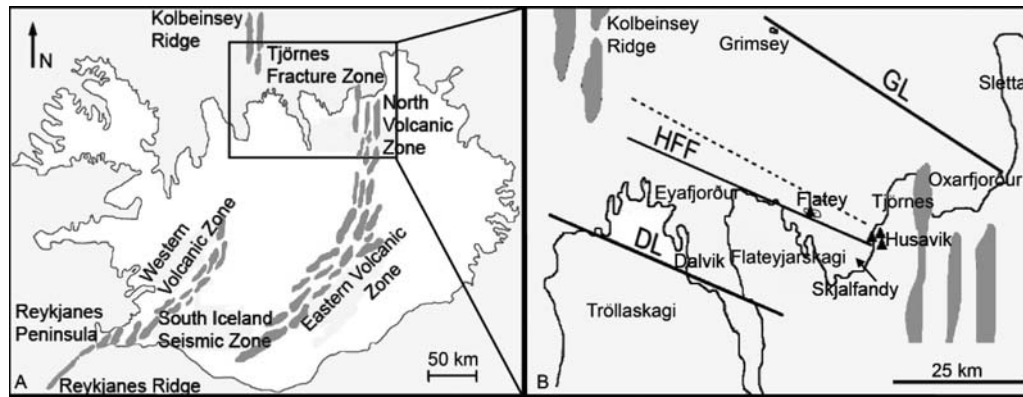 Kolbeinsey
Ridge
N
Tjörnes
Fracture Zone
North
Volcanic
Zone
Western
Volcanic Zone
Eastern Volcanic
Zone
Reykjanes
Peninsula
South Iceland
Seismic Zone
50 km
A
Reykjanes Ridge
Kolbeinsey
Ridge
Grimsey
GL
Sletta
HFF
Oxarfjorður
Eyafjorður
Flatey
Tjörnes
Husavik
DL
Dalvik
Flateyjarskagi
Skjalfandy
Tröllaskagi
25 km
B